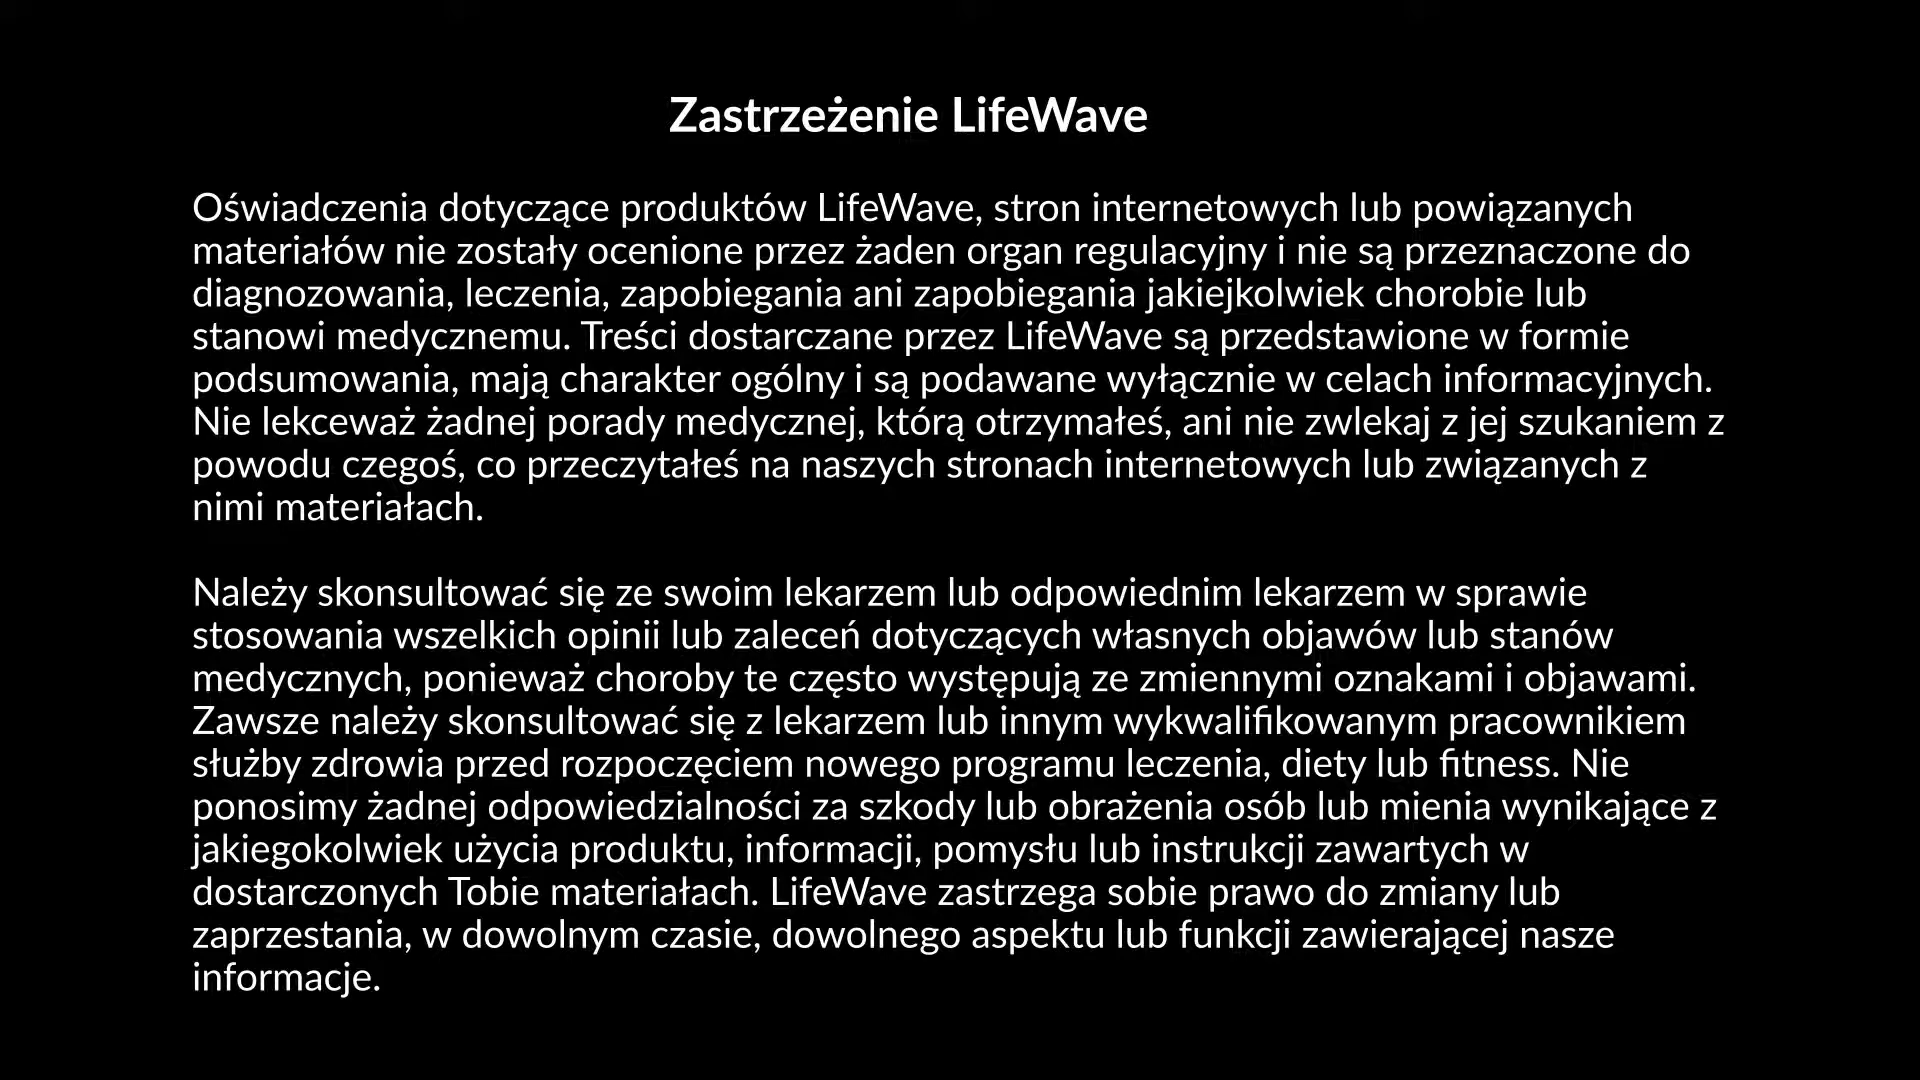 Zastrzeżenie LifeWave
Oświadczenia dotyczące produktów LifeWave, stron internetowych lub powiązanych
materiałów nie zostały ocenione przez żaden organ regulacyjny i nie są przeznaczone do
diagnozowania, leczenia, zapobiegania ani zapobiegania jakiejkolwiek chorobie lub
stanowi medycznemu. Treści dostarczane przez LifeWave są przedstawione w formie
podsumowania, mają charakter ogólny i są podawane wyłącznie w celach informacyjnych.
Nie lekceważ żadnej porady medycznej, którą otrzymałeś, ani nie zwlekaj z jej szukaniem z
powodu czegoś, co przeczytałeś na naszych stronach internetowych lub związanych z
nimi materiałach.
Należy skonsultować się ze swoim lekarzem lub odpowiednim lekarzem w sprawie
stosowania wszelkich opinii lub zaleceń dotyczących własnych objawów lub stanów
medycznych, ponieważ choroby te często występują ze zmiennymi oznakami i objawami.
Zawsze należy skonsultować się z lekarzem lub innym wykwalifikowanym pracownikiem
służby zdrowia przed rozpoczęciem nowego programu leczenia, diety lub fitness. Nie
ponosimy żadnej odpowiedzialności za szkody lub obrażenia osób lub mienia wynikające z
jakiegokolwiek użycia produktu, informacji, pomysłu lub instrukcji zawartych w
dostarczonych Tobie materiałach. LifeWave zastrzega sobie prawo do zmiany lub
zaprzestania, w dowolnym czasie, dowolnego aspektu lub funkcji zawierającej nasze
informacje.